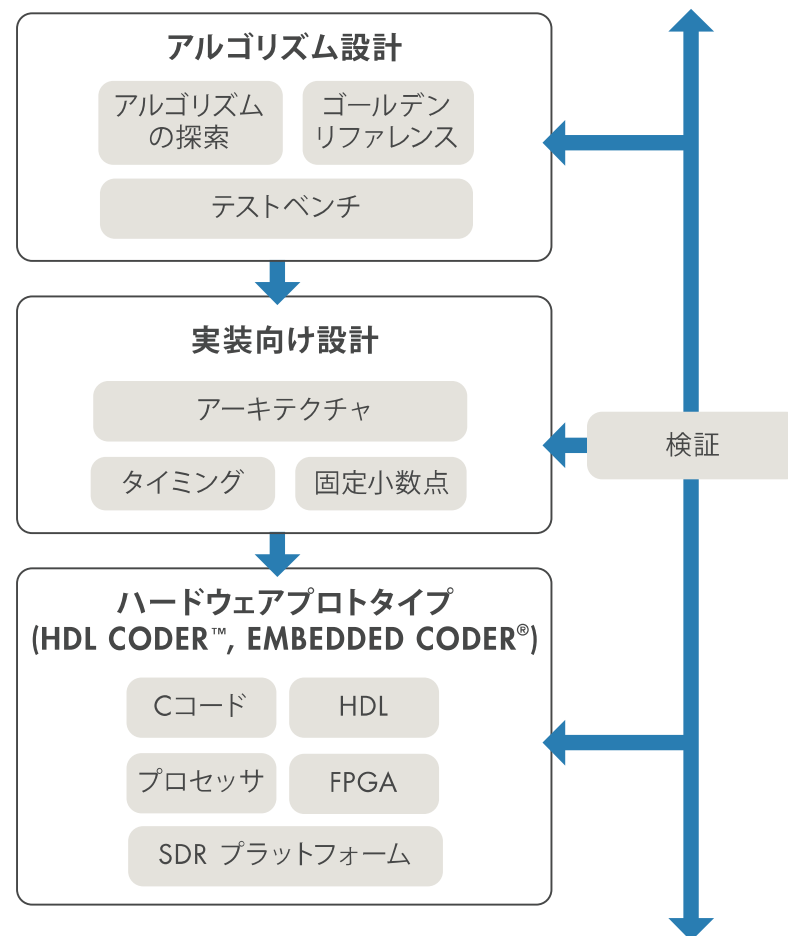 アルゴリズム設計
アルゴリズム
の探索
ゴールデン
リファレンス
テストベンチ
実装向け設計
アーキテクチャ
タイミング
固定小数点
検証
ハードウェアプロトタイプ
(HDL CODER™, EMBEDDED CODER®)
Cコード
HDL
プロセッサ
FPGA
SDR プラットフォーム